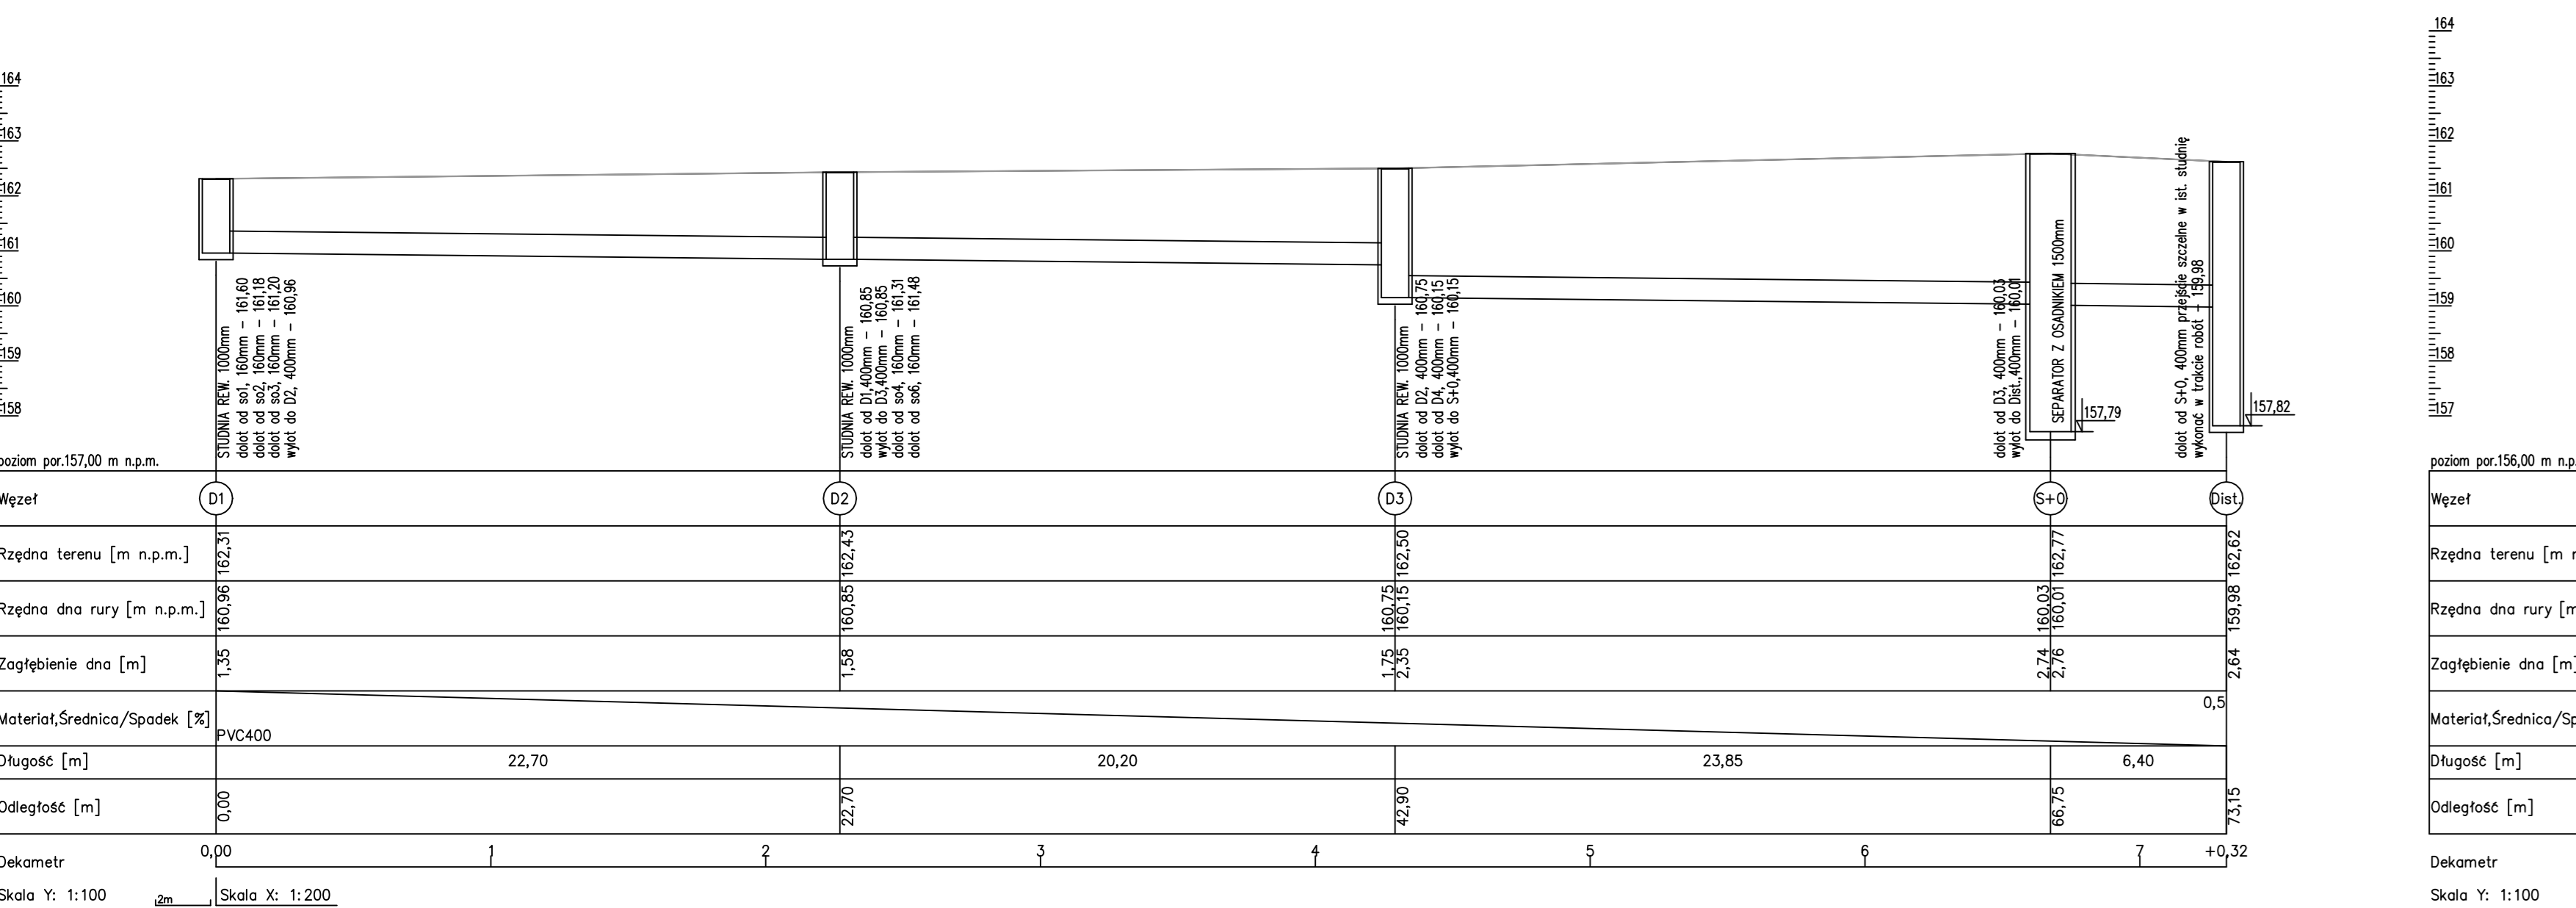 164
163
162
161
160
159
158
poziom por.157,00 m n.p.m.
STUDNIA REW. 1000mm
dolot od so1, 160mm – 161,60
dolot od so2, 160mm – 161,18
dolot od so3, 160mm – 161,20
wylot do D2, 400mm – 160,96
STUDNIA REW. 1000mm
dolot od D1,400mm – 160,85
wylot do D3,400mm – 160,85
dolot od so4, 160mm – 161,31
dolot od so6, 160mm – 161,48
STUDNIA REW. 1000mm
dolot od D2, 400mm – 160,75
dolot od D4, 400mm – 160,15
wylot do S+0,400mm – 160,15
dolot od D3, 400mm – 160,03
wylot do Dist.,400mm – 160,01
SEPARATOR Z OSADNIKIEM 1500mm
157,79
dolot od S+0, 400mm przejście szczelne w ist. studnię
wykonać w trakcie robót – 159,98
157,82
Węzeł
D1
D2
D3
S+0
Dist.
Rzędna terenu [m n.p.m.]
162,31
162,43
162,50
162,77
162,62
Rzędna dna rury [m n.p.m.]
160,96
160,85
160,75
160,15
160,03
160,01
159,98
Zagłębienie dna [m]
1,35
1,58
1,75
2,35
2,74
2,76
2,64
Materiał,Średnica/Spadek [%]
PVC400
0,5
Długość [m]
22,70
20,20
23,85
6,40
Odległość [m]
0,00
22,70
42,90
66,75
73,15
Dekametr
0,00 1 2 3 4 5 6 7 +0,32
Skala Y: 1:100
2m
Skala X: 1:200
164
163
162
161
160
159
158
157
poziom por.156,00 m n.p.
Węzeł
Rzędna terenu [m
Rzędna dna rury
Zagłębienie dna [m]
Materiał,Średnica/Sp
Długość [m]
Odległość [m]
Dekametr
Skala Y: 1:100